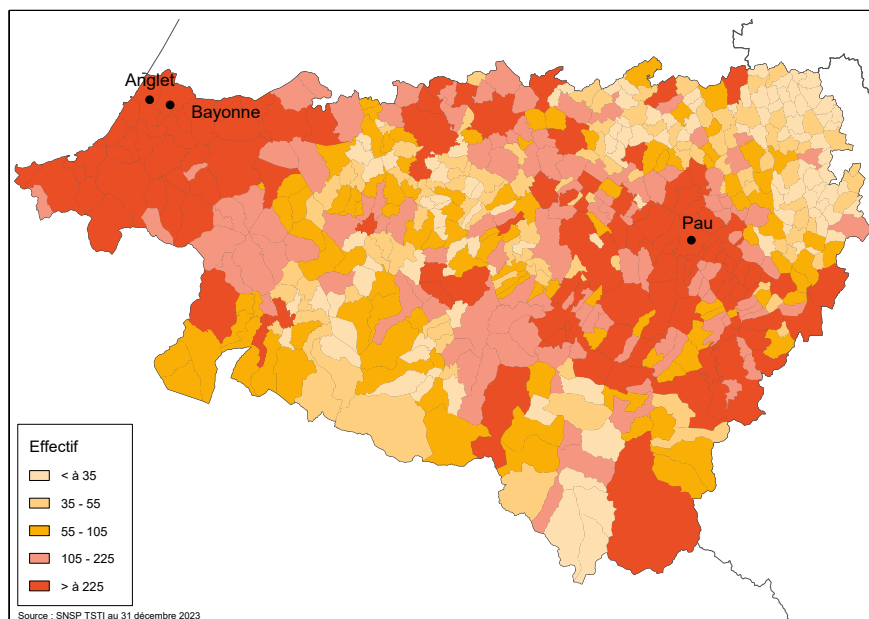 Anglet
Bayonne
Pau
Effectif
< à 35
35 - 55
55 - 105
105 - 225
> à 225
Source : SNSP TSTI au 31 décembre 2023